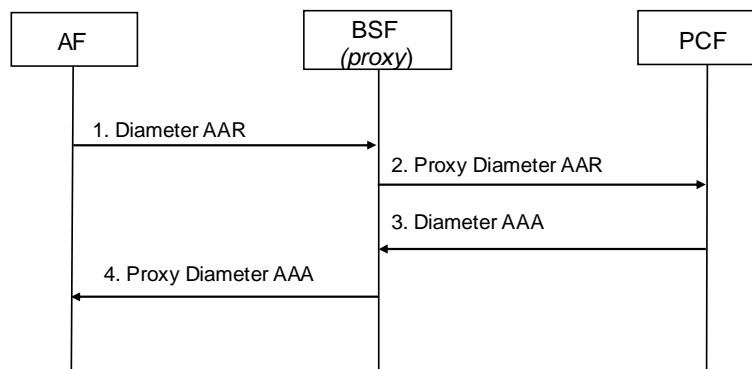 AF
BSF
(proxy)
PCF
1. Diameter AAR
2. Proxy Diameter AAR
3. Diameter AAA
4. Proxy Diameter AAA